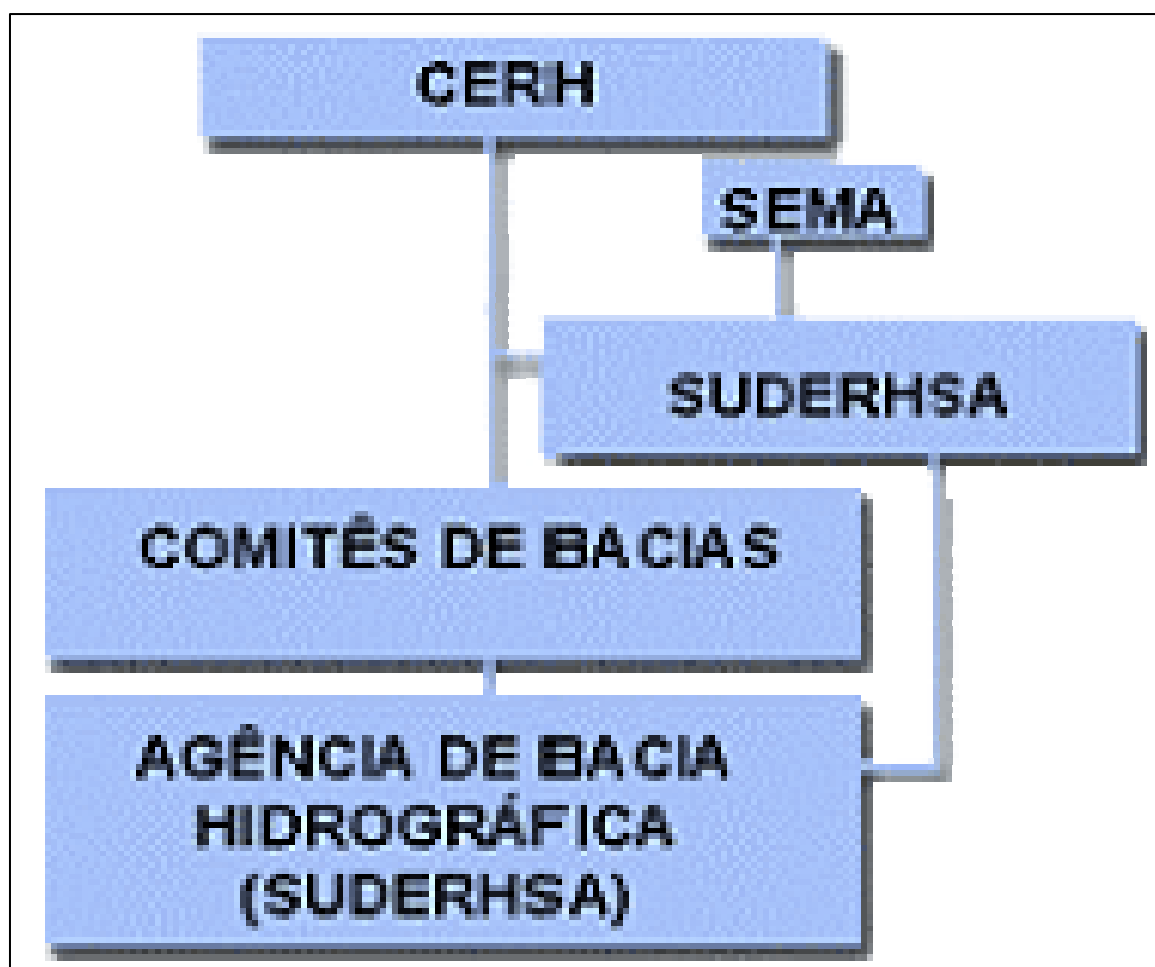 CERH
SEMA
SUDERHSA
COMITÊS DE BACIAS
AGÊNCIA DE BACIA
HIDROGRÁFICA
(SUDERHSA)